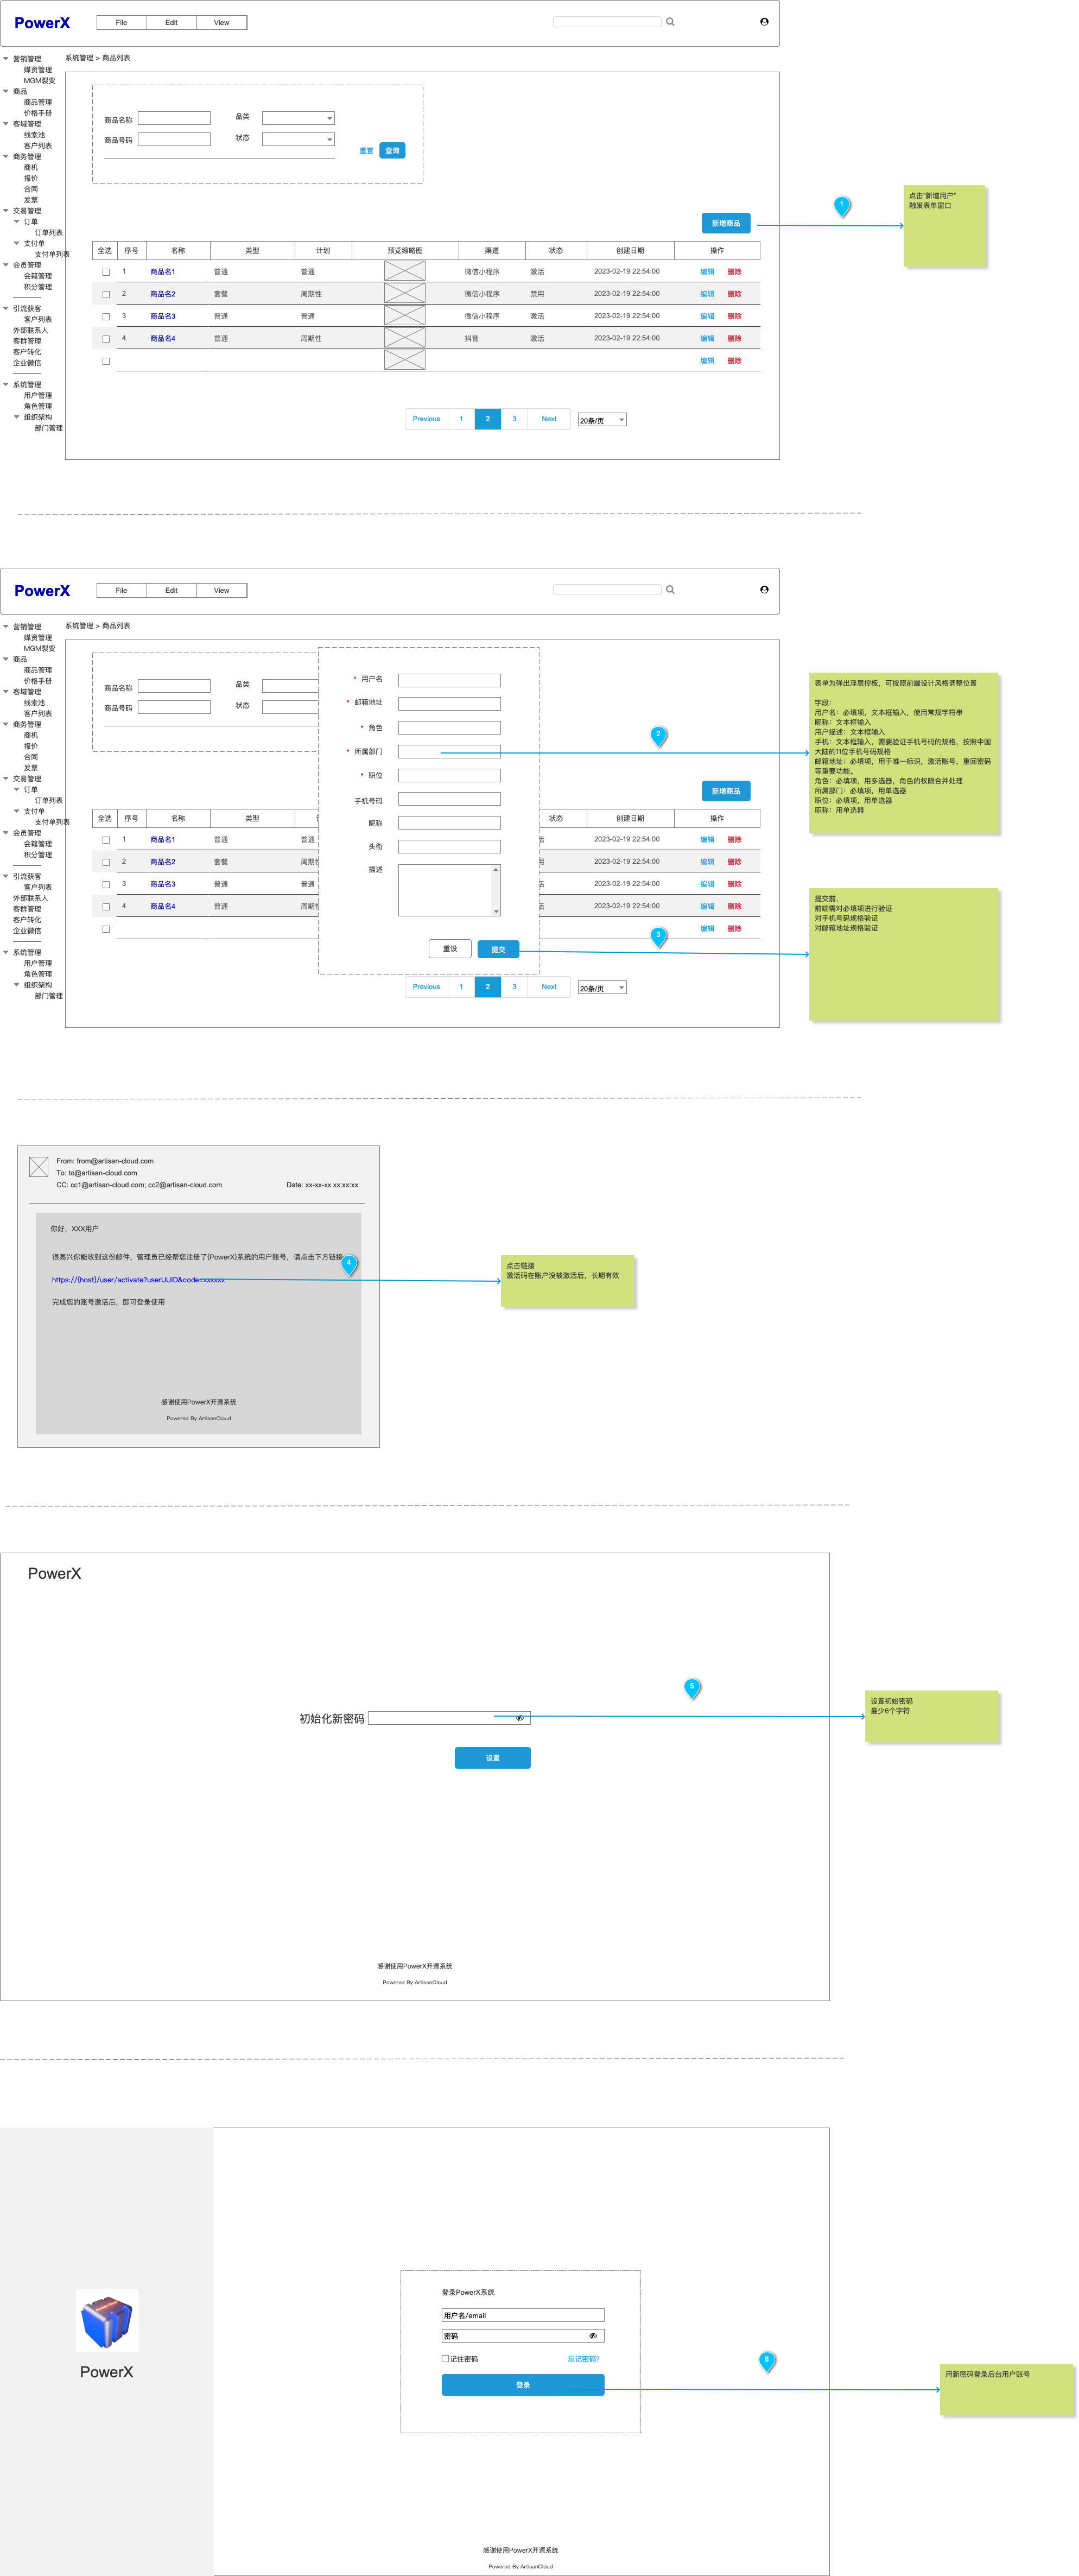 PowerX
File Edit View
营销管理
媒资管理
MGM裂变
商品
商品管理
价格手册
客域管理
线索池
客户列表
商务管理
商机
报价
合同
发票
交易管理
订单
订单列表
支付单
支付单列表
会员管理
会籍管理
积分管理
引流获客
客户列表
外部联系人
客群管理
客户转化
企业微信
系统管理
用户管理
角色管理
组织架构
部门管理
系统管理 > 商品列表
商品名称 品类
商品号码 状态
重置 查询
新增商品
全选 序号 名称 类型 计划 预览缩略图 渠道 状态 创建日期 操作
1 商品名1 普通 普通 微信小程序 激活 2023-02-19 22:54:00 编辑 删除
2 商品名2 套餐 周期性 微信小程序 禁用 2023-02-19 22:54:00 编辑 删除
3 商品名3 普通 普通 微信小程序 激活 2023-02-19 22:54:00 编辑 删除
4 商品名4 普通 周期性 抖音 激活 2023-02-19 22:54:00 编辑 删除
编辑 删除
Previous 1 2 3 Next 20条/页
1
点击"新增用户"
触发表单窗口
PowerX
File Edit View
营销管理
媒资管理
MGM裂变
商品
商品管理
价格手册
客域管理
线索池
客户列表
商务管理
商机
报价
合同
发票
交易管理
订单
订单列表
支付单
支付单列表
会员管理
会籍管理
积分管理
引流获客
客户列表
外部联系人
客群管理
客户转化
企业微信
系统管理
用户管理
角色管理
组织架构
部门管理
系统管理 > 商品列表
商品名称 品类
商品号码 状态
新增商品
全选 序号 名称 类型 状态 创建日期 操作
1 商品名1 普通 普通 2023-02-19 22:54:00 编辑 删除
2 商品名2 套餐 周期 2023-02-19 22:54:00 编辑 删除
3 商品名3 普通 普通 2023-02-19 22:54:00 编辑 删除
4 商品名4 普通 周期 2023-02-19 22:54:00 编辑 删除
编辑 删除
* 用户名
* 邮箱地址
* 角色
* 所属部门
* 职位
手机号码
昵称
头衔
描述
重设 提交
Previous 1 2 3 Next 20条/页
2
表单为弹出浮层控板，可按照前端设计风格调整位置
字段：
用户名：必填项，文本框输入，使用常规字符串
昵称：文本框输入
用户描述：文本框输入
手机：文本框输入，需要验证手机号码的规格，按照中国
大陆的11位手机号码规格
邮箱地址：必填项，用于唯一标识，激活账号，重回密码
等重要功能。
角色：必填项，用多选器，角色的权限合并处理
所属部门：必填项，用单选器
职位：必填项，用单选器
职称：用单选器
3
提交前，
前端需对必填项进行验证
对手机号码规格验证
对邮箱地址规格验证
From: from@artisan-cloud.com
To: to@artisan-cloud.com
CC: cc1@artisan-cloud.com; cc2@artisan-cloud.com Date: xx-xx-xx xx:xx:xx
你好，XXX用户
很高兴你能收到这份邮件，管理员已经帮您注册了{PowerX}系统的用户账号，请点击下方链接
https://{host}/user/activate?userUUID&code=xxxxxx
完成您的账号激活后，即可登录使用
感谢使用PowerX开源系统
Powered By ArtisanCloud
4
点击链接
激活码在账户没被激活后，长期有效
PowerX
初始化新密码
设置
感谢使用PowerX开源系统
Powered By ArtisanCloud
5
设置初始密码
最少6个字符
PowerX
登录PowerX系统
用户名/email
密码
记住密码 忘记密码?
登录
感谢使用PowerX开源系统
Powered By ArtisanCloud
6
用新密码登录后台用户账号